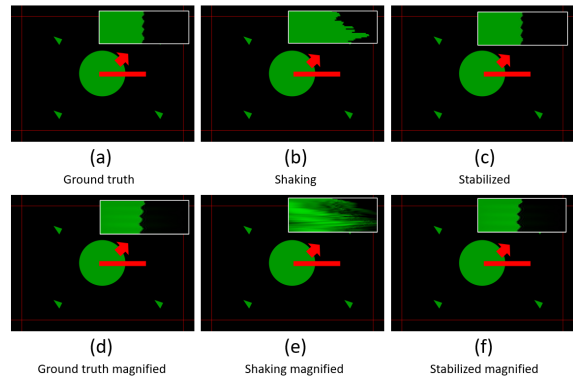 (a)
Ground truth
(b)
Shaking
(c)
Stabilized
(d)
Ground truth magnified
(e)
Shaking magnified
(f)
Stabilized magnified